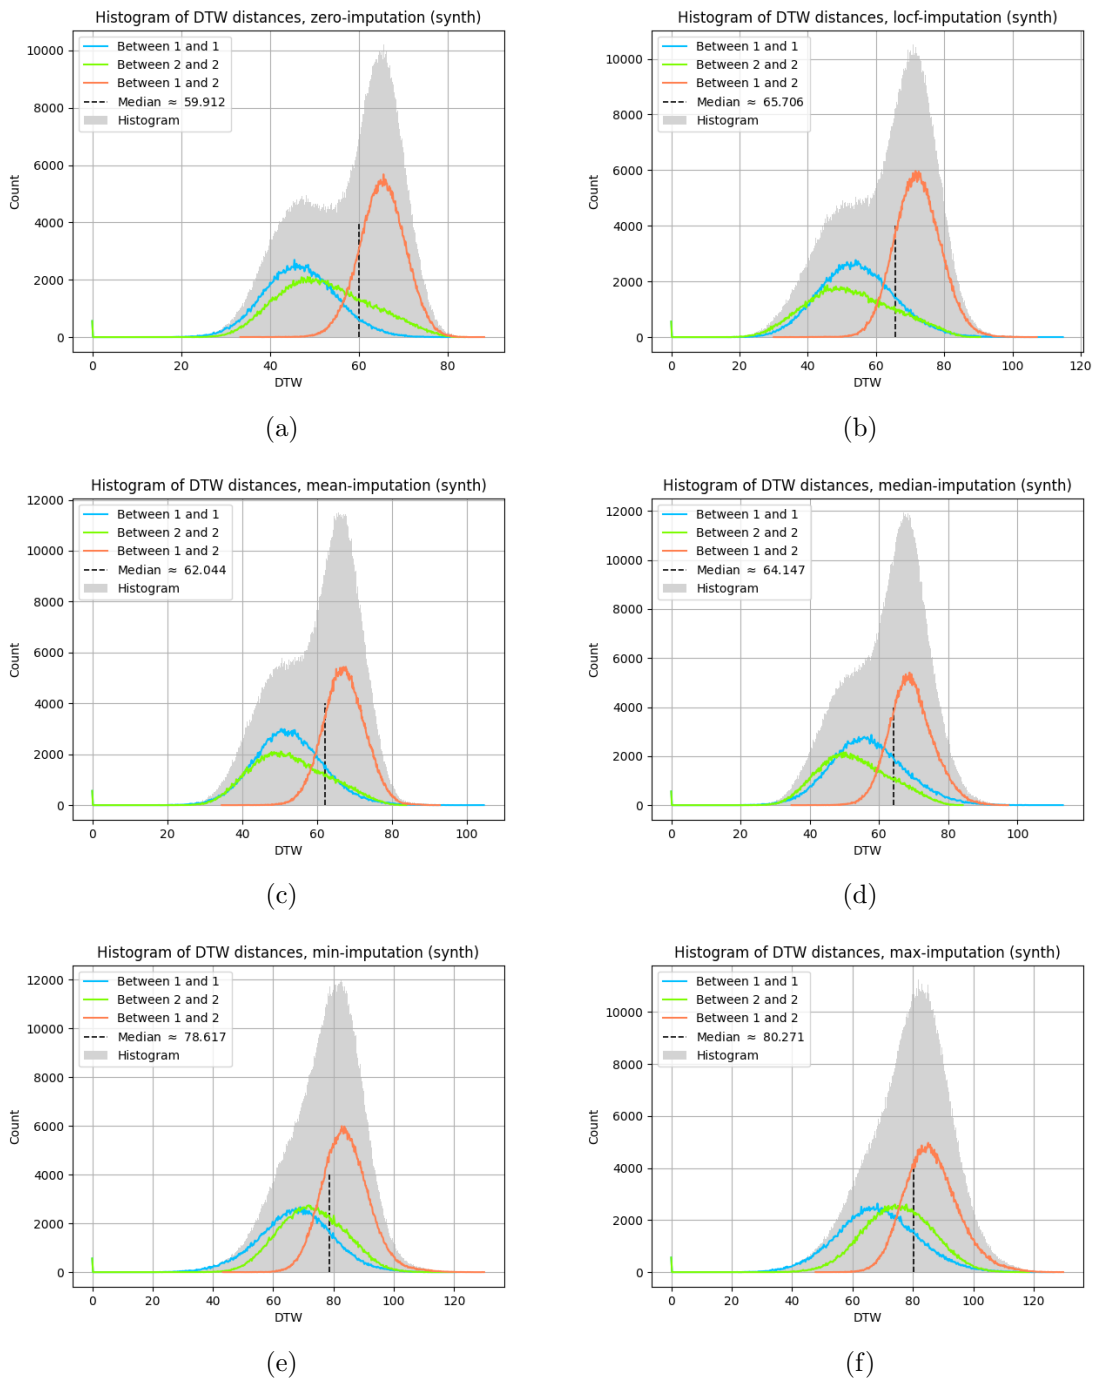 Histogram of DTW distances, zero-imputation (synth)
Between 1 and 1
Between 2 and 2
Between 1 and 2
Median ≈ 59.912
Histogram
Count
10000
8000
6000
4000
2000
0
0 20 40 60 80
DTW
(a)
Histogram of DTW distances, locf-imputation (synth)
Between 1 and 1
Between 2 and 2
Between 1 and 2
Median ≈ 65.706
Histogram
Count
10000
8000
6000
4000
2000
0
0 20 40 60 80 100 120
DTW
(b)
Histogram of DTW distances, mean-imputation (synth)
Between 1 and 1
Between 2 and 2
Between 1 and 2
Median ≈ 62.044
Histogram
Count
12000
10000
8000
6000
4000
2000
0
0 20 40 60 80 100
DTW
(c)
Histogram of DTW distances, median-imputation (synth)
Between 1 and 1
Between 2 and 2
Between 1 and 2
Median ≈ 64.147
Histogram
Count
12000
10000
8000
6000
4000
2000
0
0 20 40 60 80 100
DTW
(d)
Histogram of DTW distances, min-imputation (synth)
Between 1 and 1
Between 2 and 2
Between 1 and 2
Median ≈ 78.617
Histogram
Count
12000
10000
8000
6000
4000
2000
0
0 20 40 60 80 100 120
DTW
(e)
Histogram of DTW distances, max-imputation (synth)
Between 1 and 1
Between 2 and 2
Between 1 and 2
Median ≈ 80.271
Histogram
Count
10000
8000
6000
4000
2000
0
0 20 40 60 80 100 120
DTW
(f)